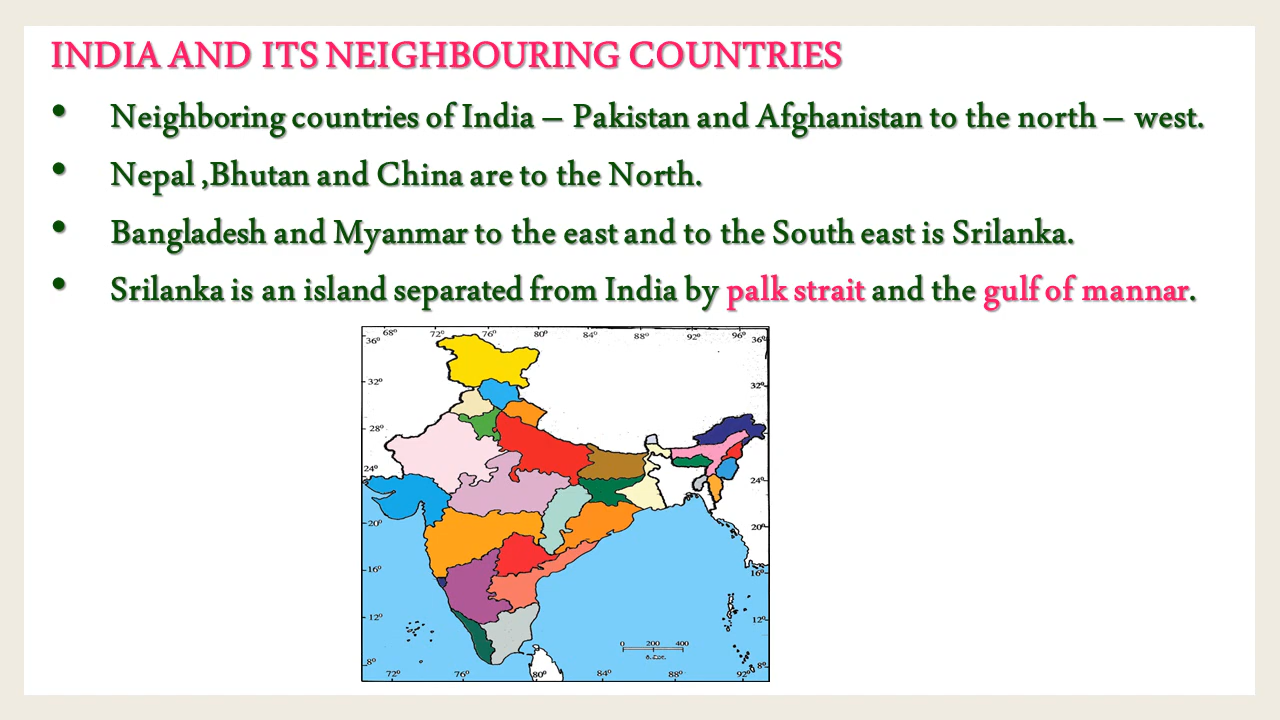 INDIA AND ITS NEIGHBOURING COUNTRIES
• Neighboring countries of India – Pakistan and Afghanistan to the north – west.
• Nepal ,Bhutan and China are to the North.
• Bangladesh and Myanmar to the east and to the South east is Srilanka.
• Srilanka is an island separated from India by palk strait and the gulf of mannar.
68° 72° 76° 80° 84° 88° 92° 96°
36° 36°
32° 32°
28°
24° 24°
20° 20°
16° 16°
12° 12°
0 200 400
8° 8°
72° 76° 80° 84° 88° 92°